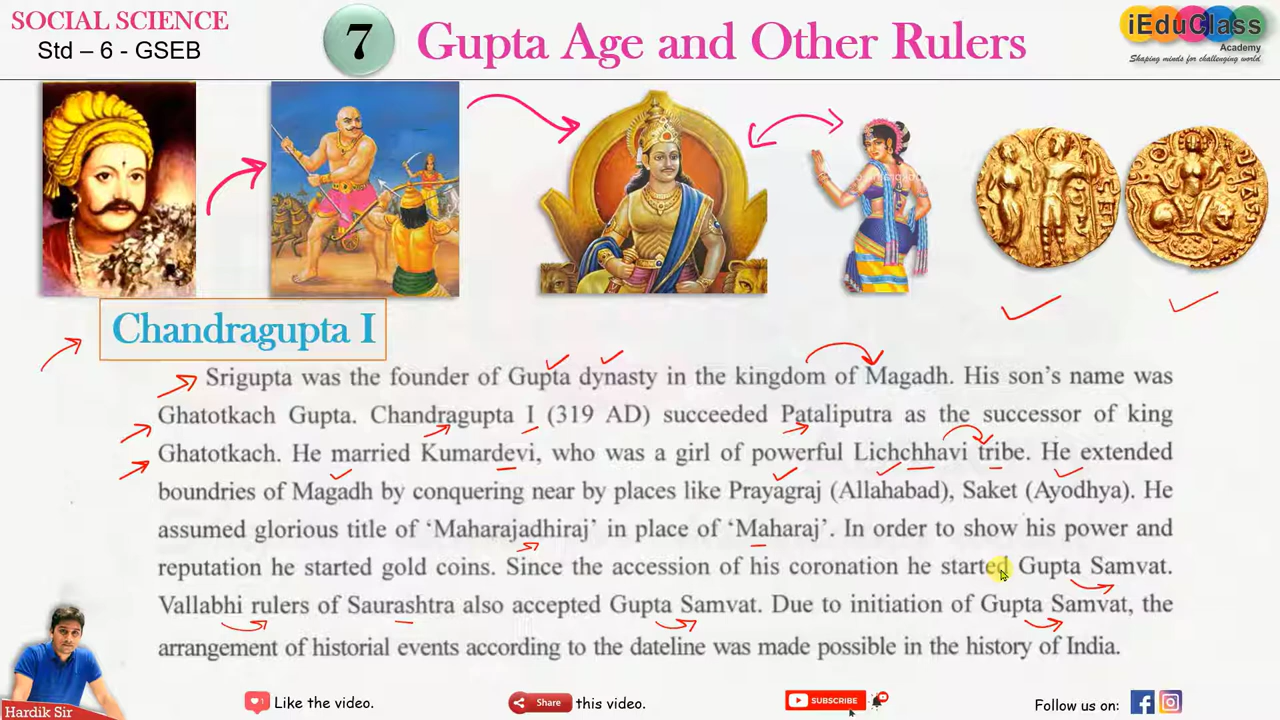 SOCIAL SCIENCE
Std – 6 - GSEB
7
Gupta Age and Other Rulers
iEduClass
Academy
Shaping minds for challenging world
Chandragupta I
Srigupta was the founder of Gupta dynasty in the kingdom of Magadh. His son's name was
Ghatotkach Gupta. Chandragupta I (319 AD) succeeded Pataliputra as the successor of king
Ghatotkach. He married Kumardevi, who was a girl of powerful Lichchhavi tribe. He extended
boundries of Magadh by conquering near by places like Prayagraj (Allahabad), Saket (Ayodhya). He
assumed glorious title of 'Maharajadhiraj' in place of 'Maharaj'. In order to show his power and
reputation he started gold coins. Since the accession of his coronation he started Gupta Samvat.
Vallabhi rulers of Saurashtra also accepted Gupta Samvat. Due to initiation of Gupta Samvat, the
arrangement of historial events according to the dateline was made possible in the history of India.
Hardik Sir
Like the video.
Share this video.
SUBSCRIBE
Follow us on: